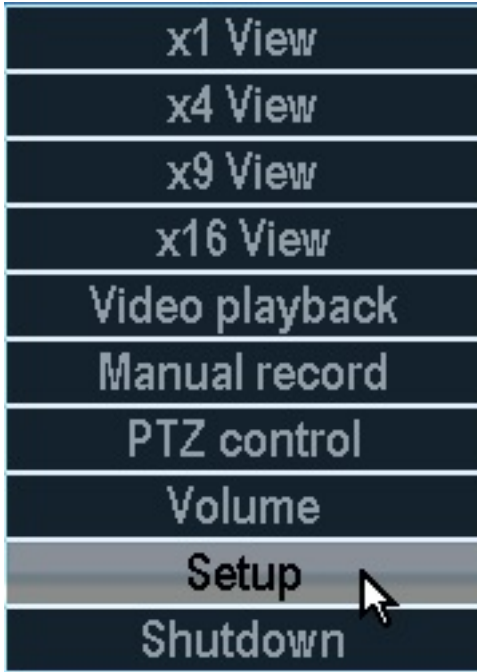 x1 View
x4 View
x9 View
x16 View
Video playback
Manual record
PTZ control
Volume
Setup
Shutdown